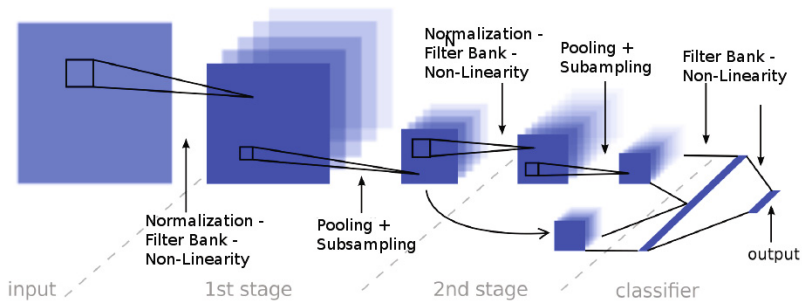 Normalization -
Filter Bank -
Non-Linearity
N
Pooling +
Subampling
Filter Bank -
Non-Linearity
Normalization -
Filter Bank -
Non-Linearity
Pooling +
Subsampling
output
input
1st stage
2nd stage
classifier